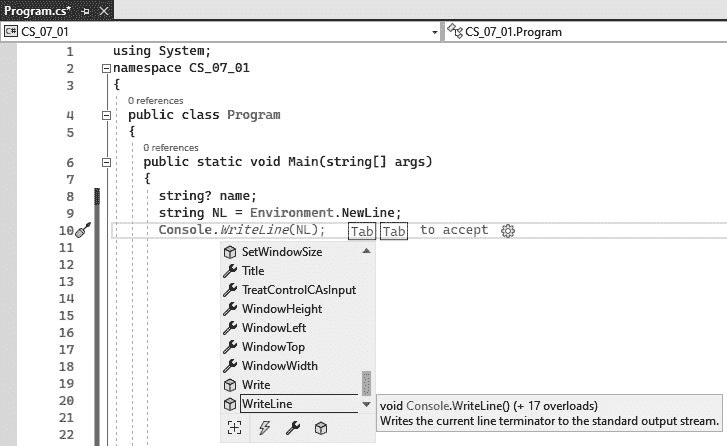 Program.cs*
C# CS_07_01 CS_07_01.Program
1 using System;
2 namespace CS_07_01
3 {
0 references
4 public class Program
5 {
0 references
6 public static void Main(string[] args)
7 {
8 string? name;
9 string NL = Environment.NewLine;
10 Console.WriteLine(NL); Tab Tab to accept
11
12 SetWindowSize
13 Title
14 TreatControlCAsInput
15 WindowHeight
16 WindowLeft
17 WindowTop
18 WindowWidth
19 Write
20 WriteLine
21 void Console.WriteLine() (+ 17 overloads)
22 Writes the current line terminator to the standard output stream.